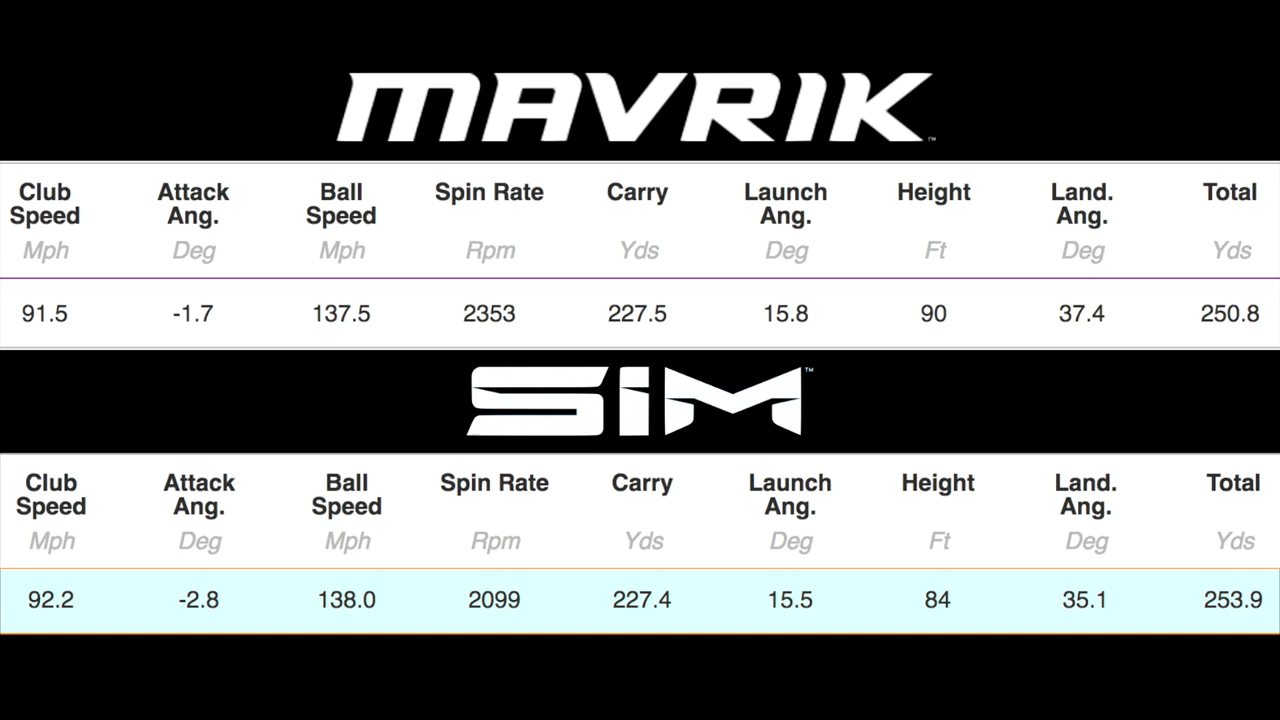 MAVRIK™
Club Speed Attack Ang. Ball Speed Spin Rate Carry Launch Ang. Height Land. Ang. Total
Mph Deg Mph Rpm Yds Deg Ft Deg Yds
91.5 -1.7 137.5 2353 227.5 15.8 90 37.4 250.8
SiM™
Club Speed Attack Ang. Ball Speed Spin Rate Carry Launch Ang. Height Land. Ang. Total
Mph Deg Mph Rpm Yds Deg Ft Deg Yds
92.2 -2.8 138.0 2099 227.4 15.5 84 35.1 253.9